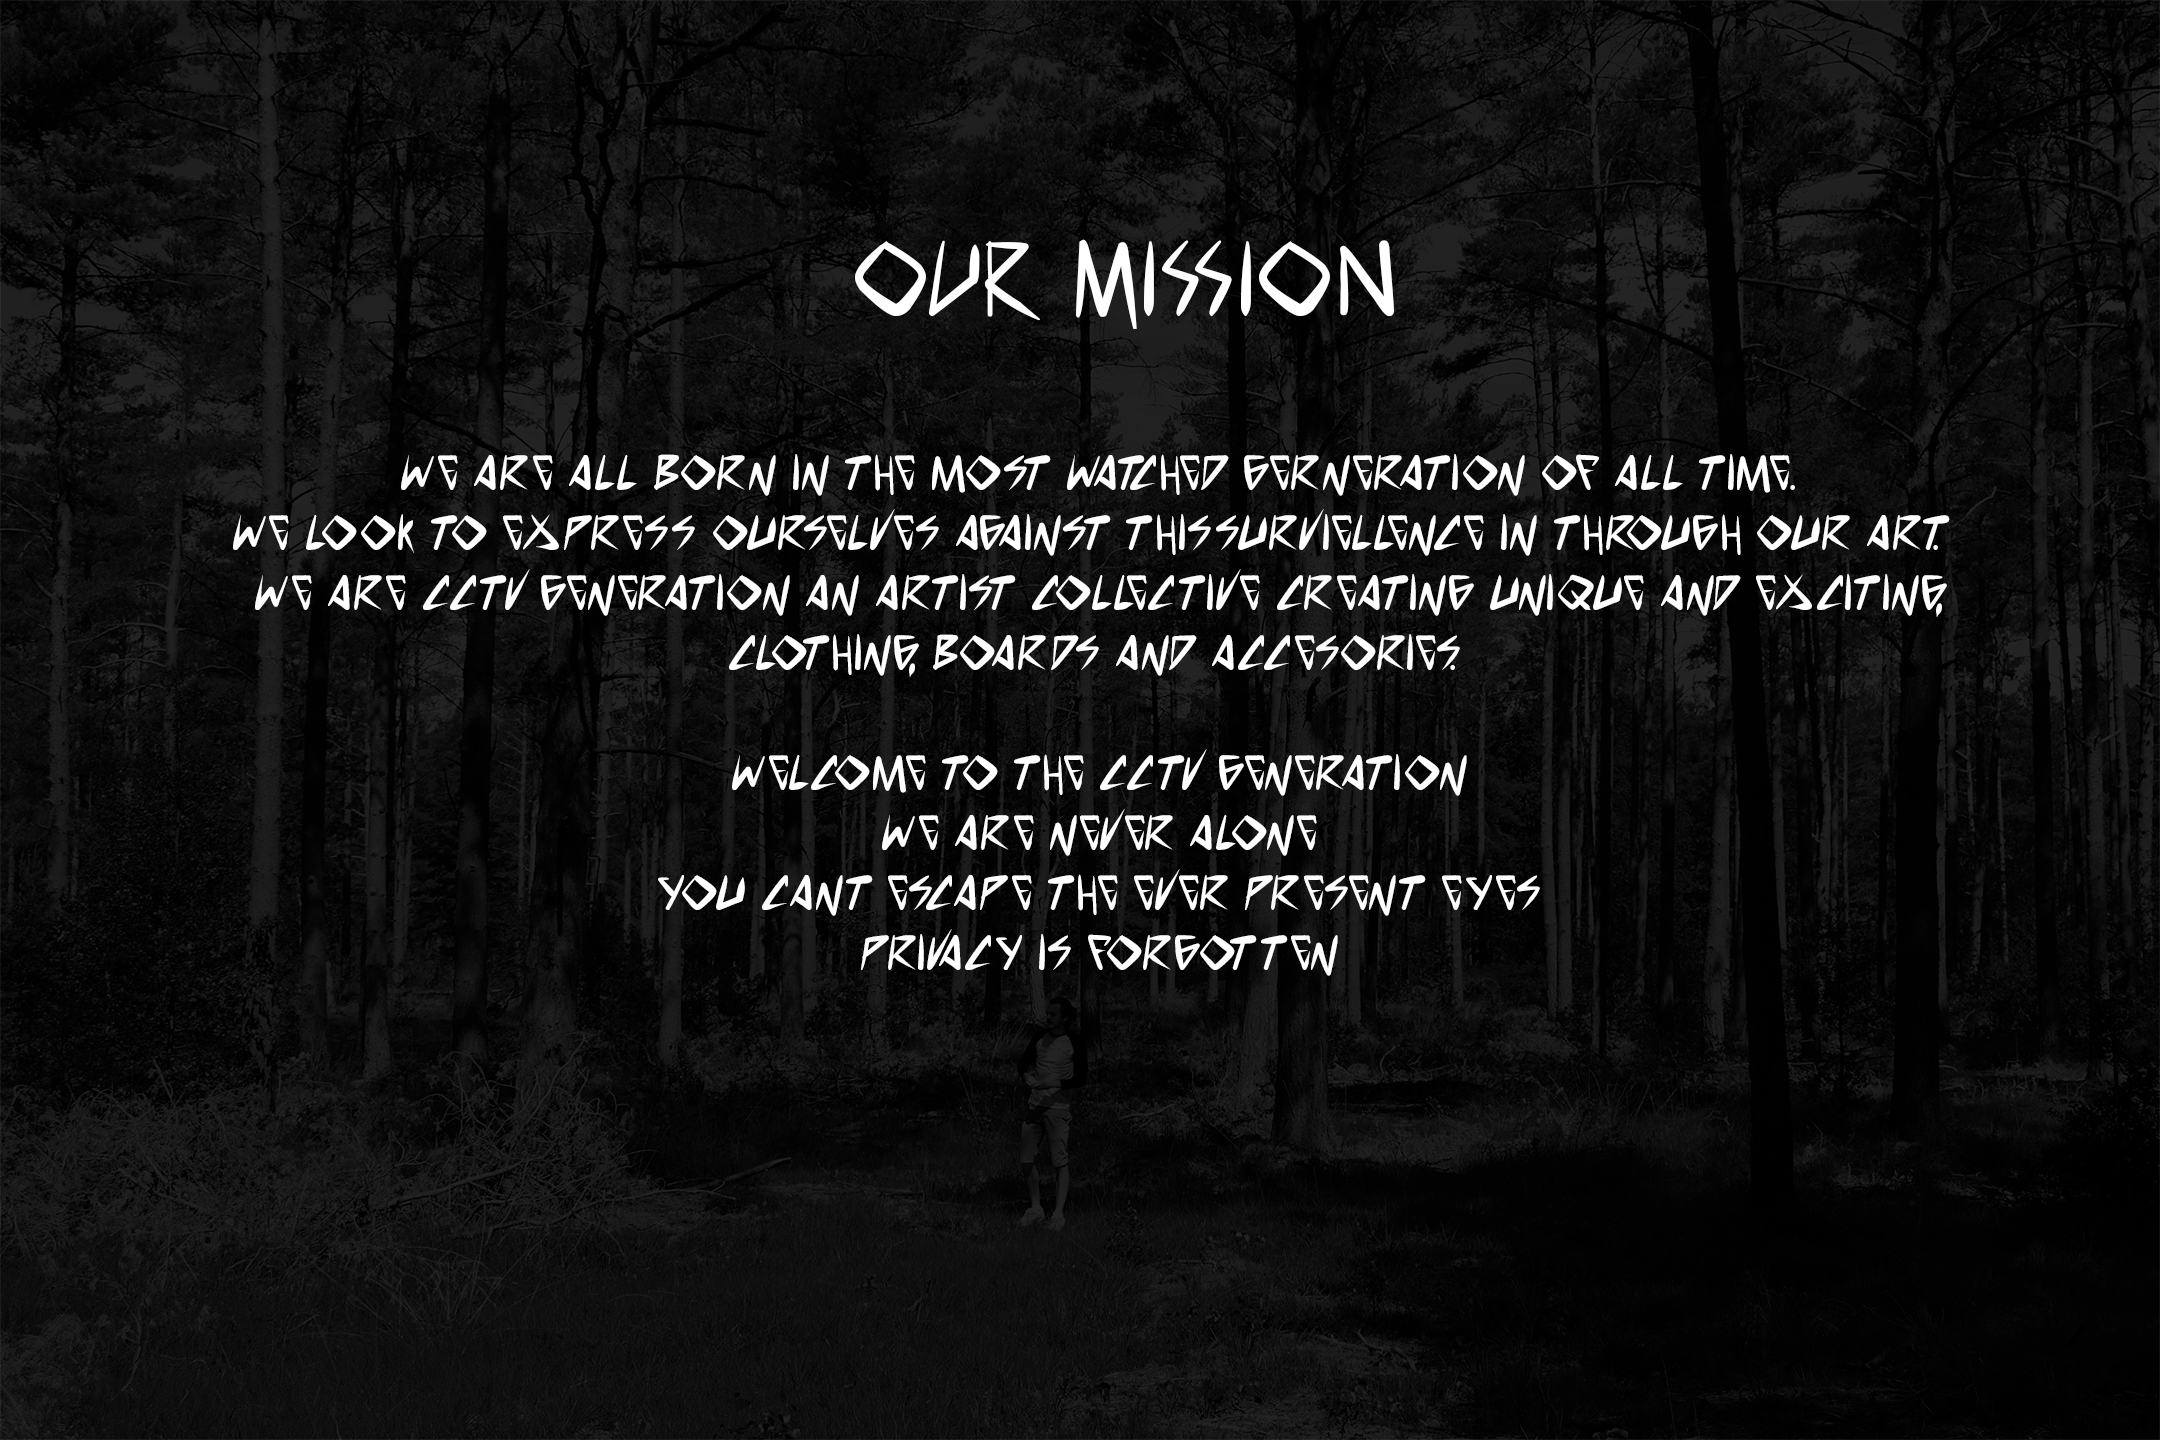 OUR MISSION
WE ARE ALL BORN IN THE MOST WATCHED GERNERATION OF ALL TIME.
WE LOOK TO EXPRESS OURSELVES AGAINST THISSURVIELLENCE IN THROUGH OUR ART.
WE ARE CCTV GENERATION AN ARTIST COLLECTIVE CREATING UNIQUE AND EXCITING,
CLOTHING, BOARDS AND ACCESORIES.
WELCOME TO THE CCTV GENERATION
WE ARE NEVER ALONE
YOU CANT ESCAPE THE EVER PRESENT EYES
PRIVACY IS FORGOTTEN